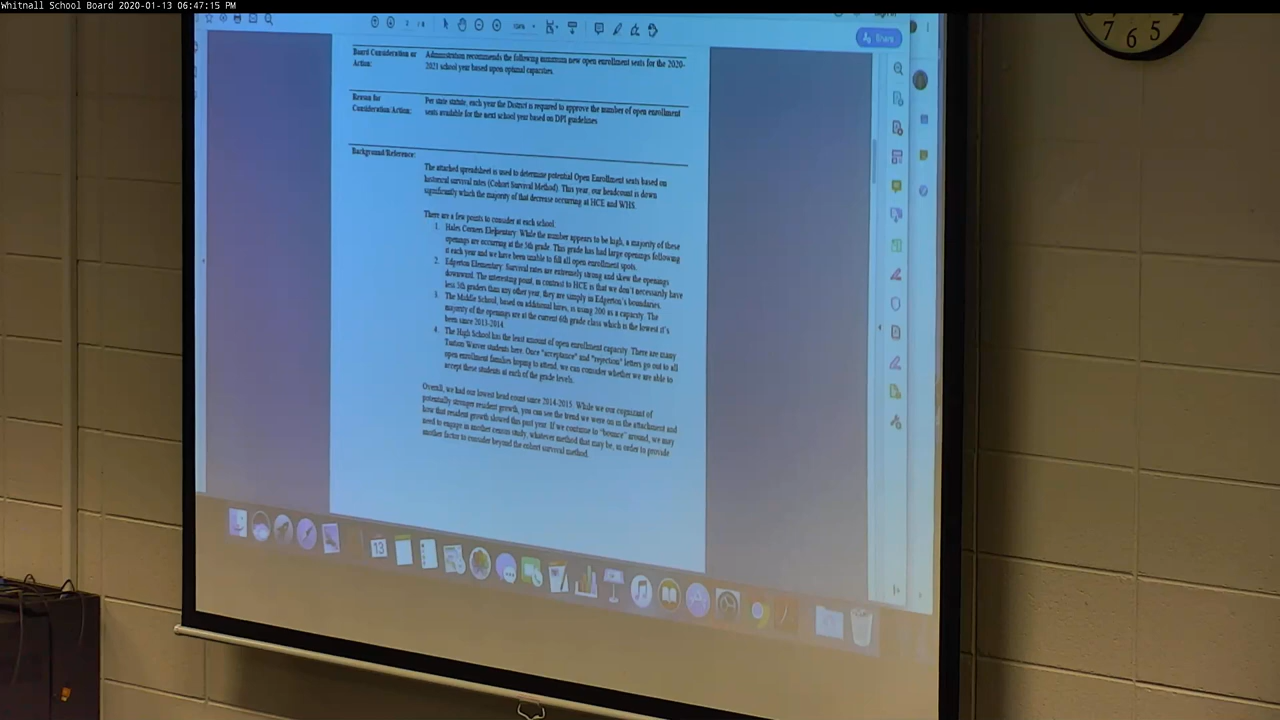 Whitnall School Board 2020-01-13 06:47:15 PM
7 6 5
Share
Board Consideration or
Action:
Administration recommends the following minimum new open enrollment seats for the 2020-
2021 school year based upon optimal capacities.
Reason for
Consideration/Action:
Per state statute, each year the District is required to approve the number of open enrollment
seats available for the next school year based on DPI guidelines
Background/Reference:
The attached spreadsheet is used to determine potential Open Enrollment seats based on
historical survival rates (Cohort Survival Method). This year, our headcount is down
significantly which the majority of that decrease occurring at HCE and WHS.
There are a few points to consider at each school.
1. Hales Corners Elementary: While the number appears to be high, a majority of these
openings are occurring at the 5th grade. This grade has had large openings following
it each year and we have been unable to fill all open enrollment spots.
2. Edgerton Elementary: Survival rates are extremely strong and skew the openings
downward. The interesting point, in contrast to HCE is that we don't necessarily have
less 5th graders than any other year, they are simply in Edgerton's boundaries.
3. The Middle School, based on additional hires, is using 200 as a capacity. The
majority of the openings are at the current 6th grade class which is the lowest it's
been since 2013-2014.
4. The High School has the least amount of open enrollment capacity. There are many
Tuition Waiver students here. Once "acceptance" and "rejection" letters go out to all
open enrollment families hoping to attend, we can consider whether we are able to
accept these students at each of the grade levels.
Overall, we had our lowest head count since 2014-2015. While we our cognizant of
potentially stronger resident growth, you can see the trend we were on in the attachment and
how that resident growth slowed this past year. If we continue to "bounce" around, we may
need to engage in another census study, whatever method that may be, in order to provide
another factor to consider beyond the cohort survival method.
13